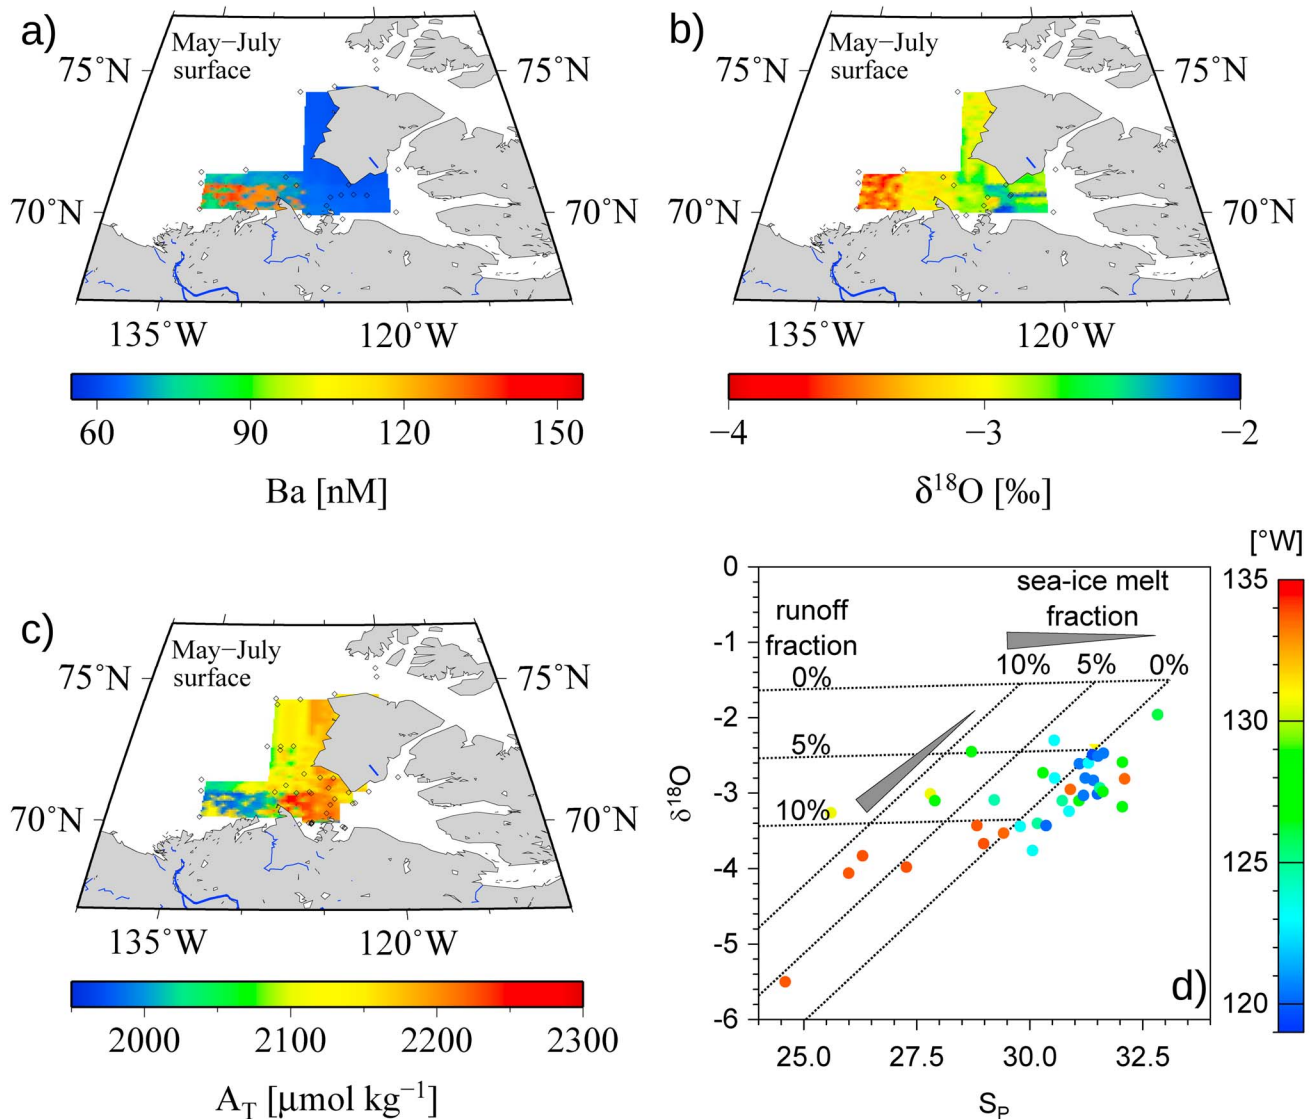 a)
May−July
surface
75°N
75°N
70°N
70°N
135°W
120°W
60
90
120
150
Ba [nM]
b)
May−July
surface
75°N
75°N
70°N
70°N
135°W
120°W
−4
−3
−2
δ¹⁸O [‰]
c)
May−July
surface
75°N
75°N
70°N
70°N
135°W
120°W
2000
2100
2200
2300
A_T [μmol kg⁻¹]
[°W]
0
-1
-2
-3
-4
-5
-6
δ¹⁸O
runoff
fraction
0%
5%
10%
sea-ice melt
fraction
10%
5%
0%
d)
25.0
27.5
30.0
32.5
S_P
135
130
125
120